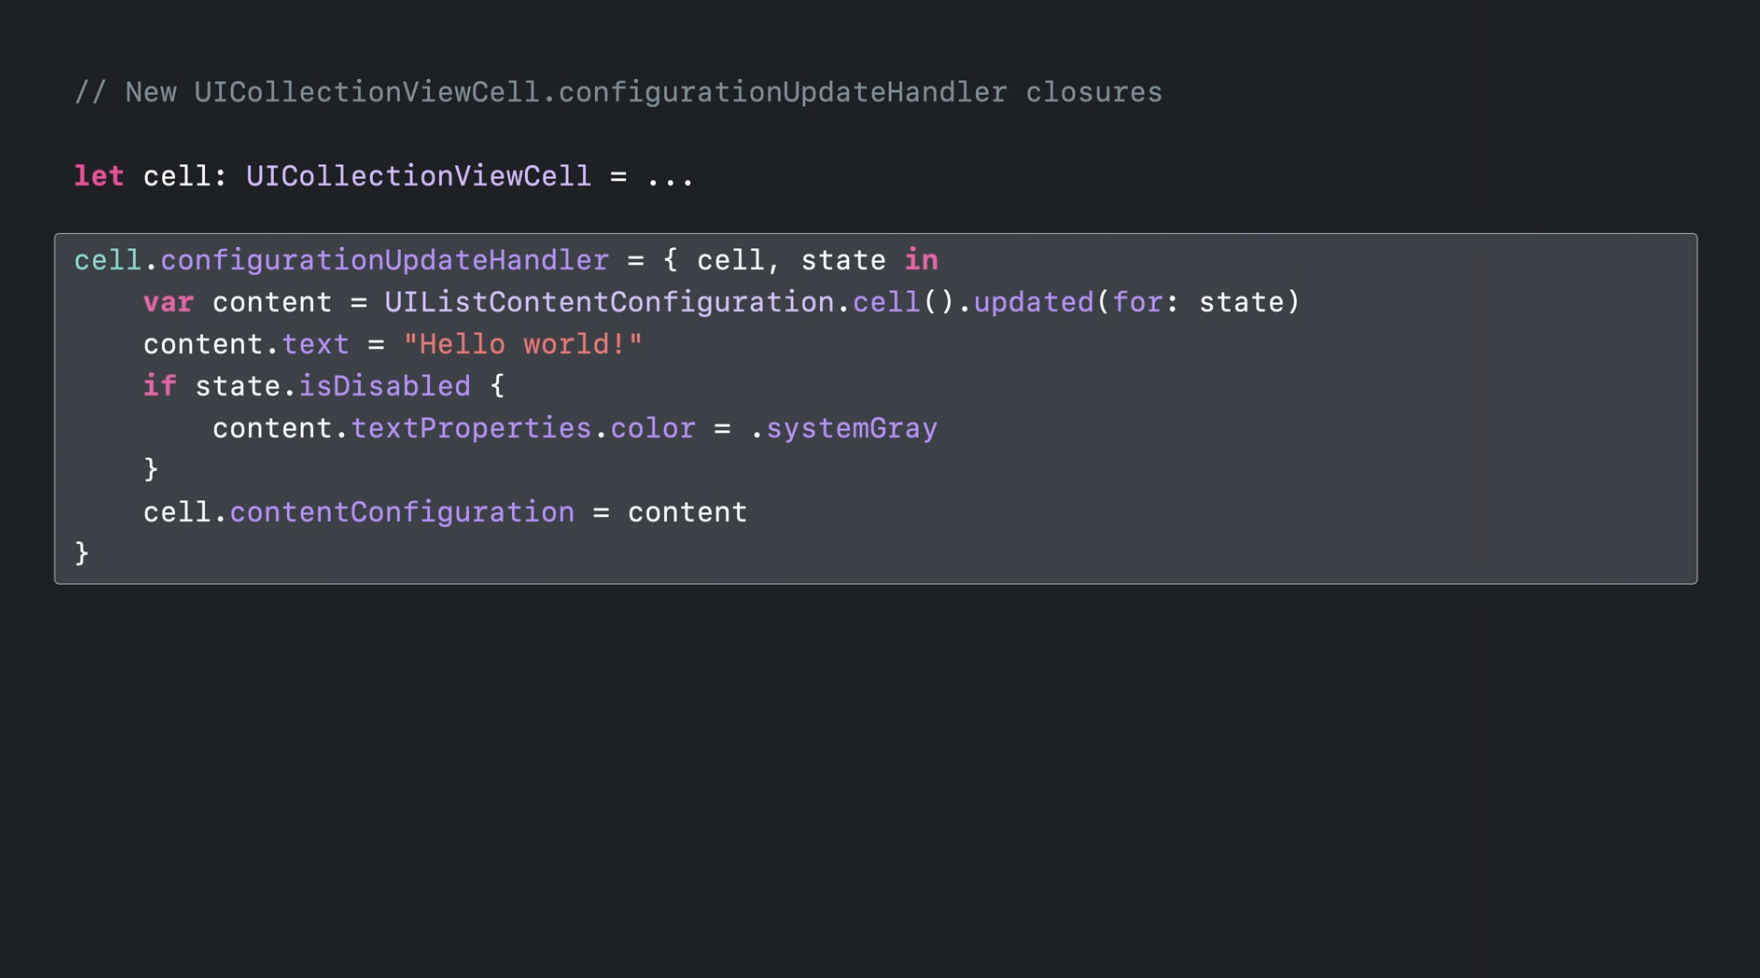 // New UICollectionViewCell.configurationUpdateHandler closures
let cell: UICollectionViewCell = ...
cell.configurationUpdateHandler = { cell, state in
    var content = UIListContentConfiguration.cell().updated(for: state)
    content.text = "Hello world!"
    if state.isDisabled {
        content.textProperties.color = .systemGray
    }
    cell.contentConfiguration = content
}